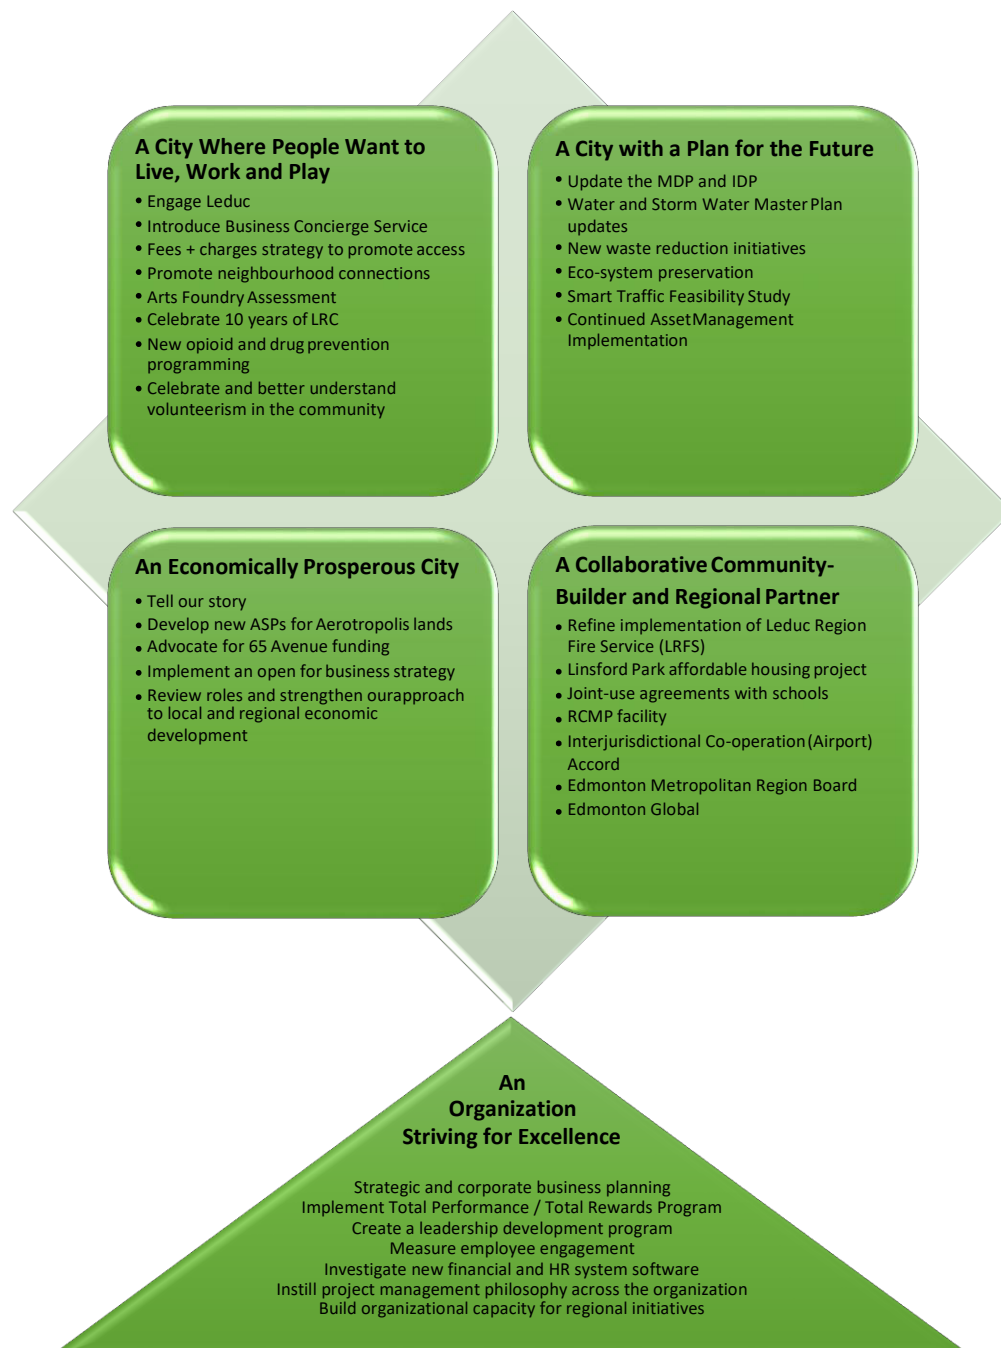 A City Where People Want to
Live, Work and Play
• Engage Leduc
• Introduce Business Concierge Service
• Fees + charges strategy to promote access
• Promote neighbourhood connections
• Arts Foundry Assessment
• Celebrate 10 years of LRC
• New opioid and drug prevention
programming
• Celebrate and better understand
volunteerism in the community
A City with a Plan for the Future
• Update the MDP and IDP
• Water and Storm Water Master Plan
updates
• New waste reduction initiatives
• Eco-system preservation
• Smart Traffic Feasibility Study
• Continued AssetManagement
Implementation
An Economically Prosperous City
• Tell our story
• Develop new ASPs for Aerotropolis lands
• Advocate for 65 Avenue funding
• Implement an open for business strategy
• Review roles and strengthen ourapproach
to local and regional economic
development
A Collaborative Community-
Builder and Regional Partner
• Refine implementation of Leduc Region
Fire Service (LRFS)
• Linsford Park affordable housing project
• Joint-use agreements with schools
• RCMP facility
• Interjurisdictional Co-operation (Airport)
Accord
• Edmonton Metropolitan Region Board
• Edmonton Global
An
Organization
Striving for Excellence
Strategic and corporate business planning
Implement Total Performance / Total Rewards Program
Create a leadership development program
Measure employee engagement
Investigate new financial and HR system software
Instill project management philosophy across the organization
Build organizational capacity for regional initiatives